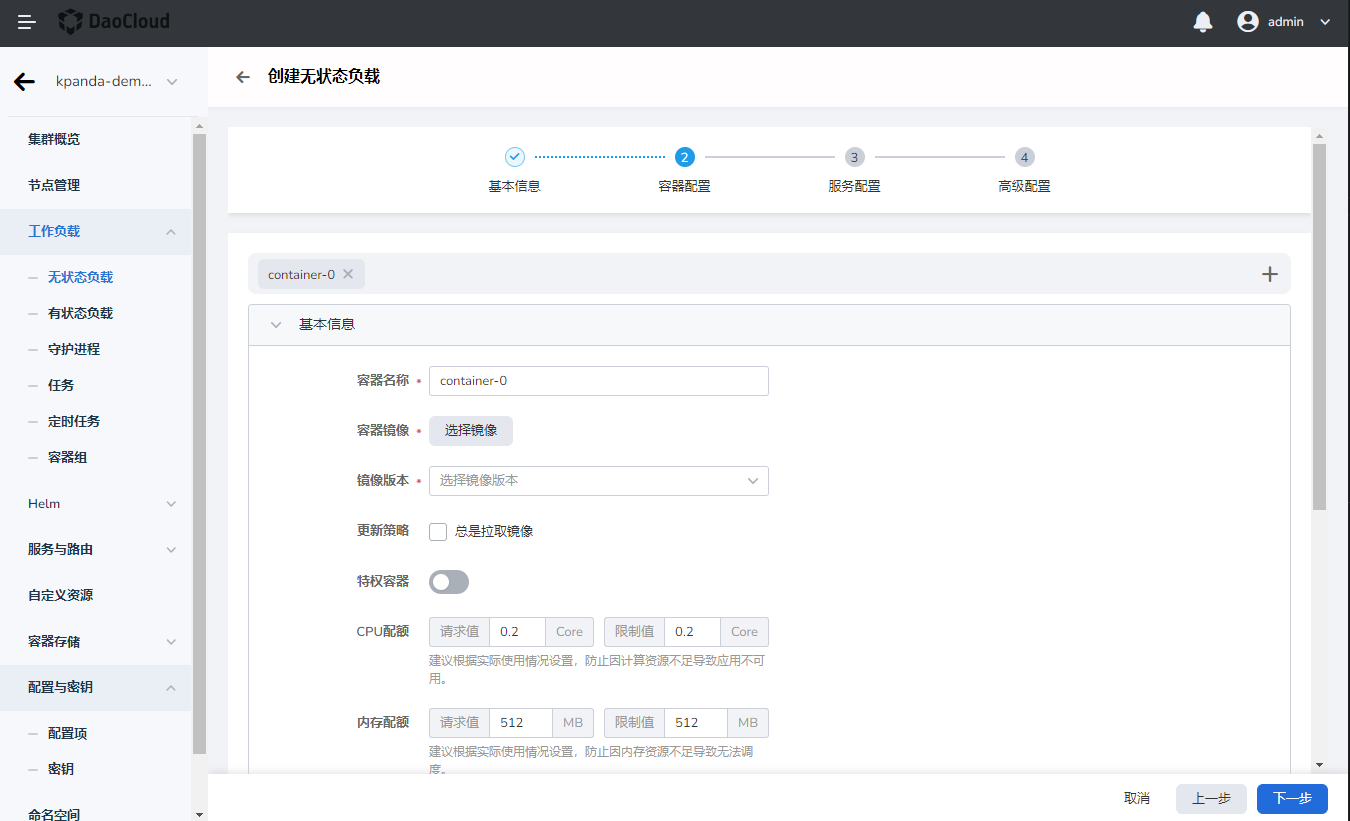 DaoCloud
admin
kpanda-dem...
集群概览
节点管理
工作负载
无状态负载
有状态负载
守护进程
任务
定时任务
容器组
Helm
服务与路由
自定义资源
容器存储
配置与密钥
配置项
密钥
命名空间
创建无状态负载
2 3 4
基本信息 容器配置 服务配置 高级配置
container-0
基本信息
容器名称 * container-0
容器镜像 * 选择镜像
镜像版本 * 选择镜像版本
更新策略 总是拉取镜像
特权容器
CPU配额 请求值 0.2 Core 限制值 0.2 Core
建议根据实际使用情况设置，防止因计算资源不足导致应用不可
用。
内存配额 请求值 512 MB 限制值 512 MB
建议根据实际使用情况设置，防止因内存资源不足导致无法调
度。
取消 上一步 下一步